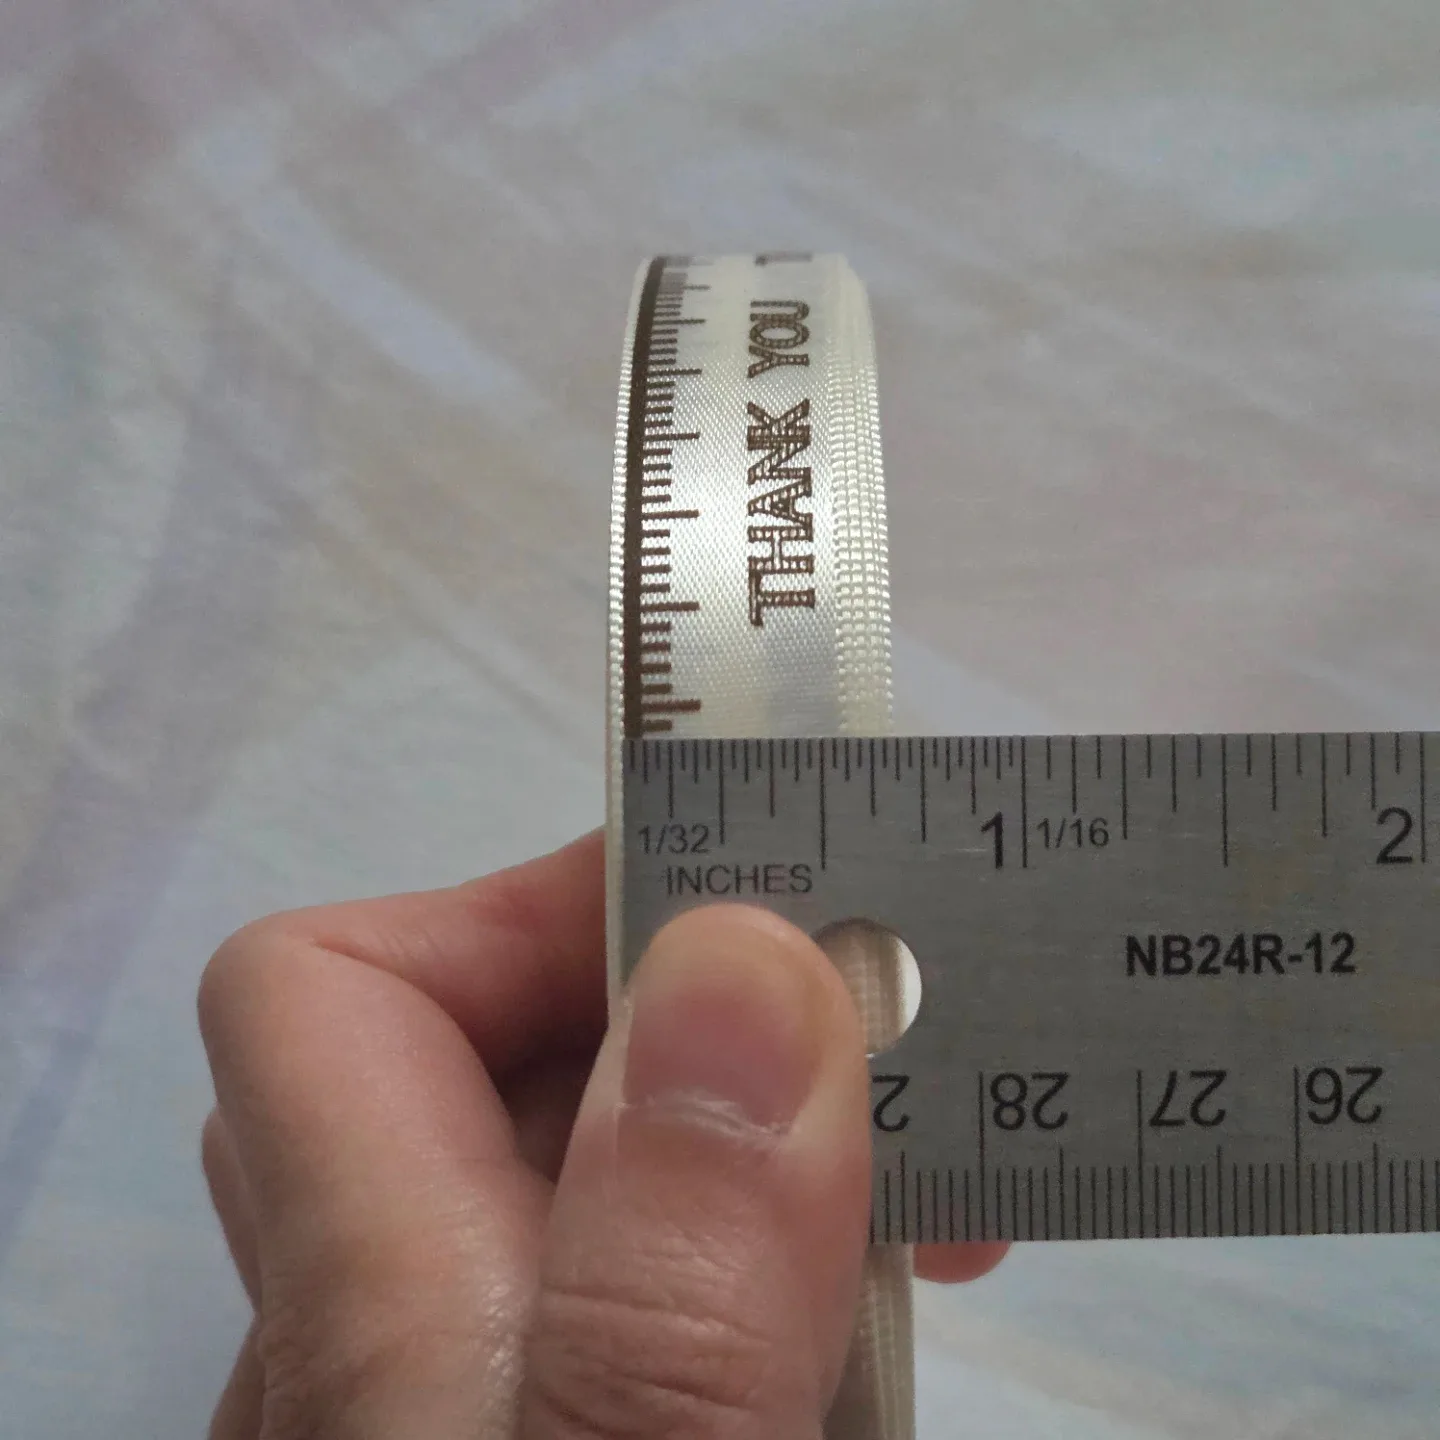 THANK YOU
1/32
INCHES
1
1/16
2
NB24R-12
28
27
26